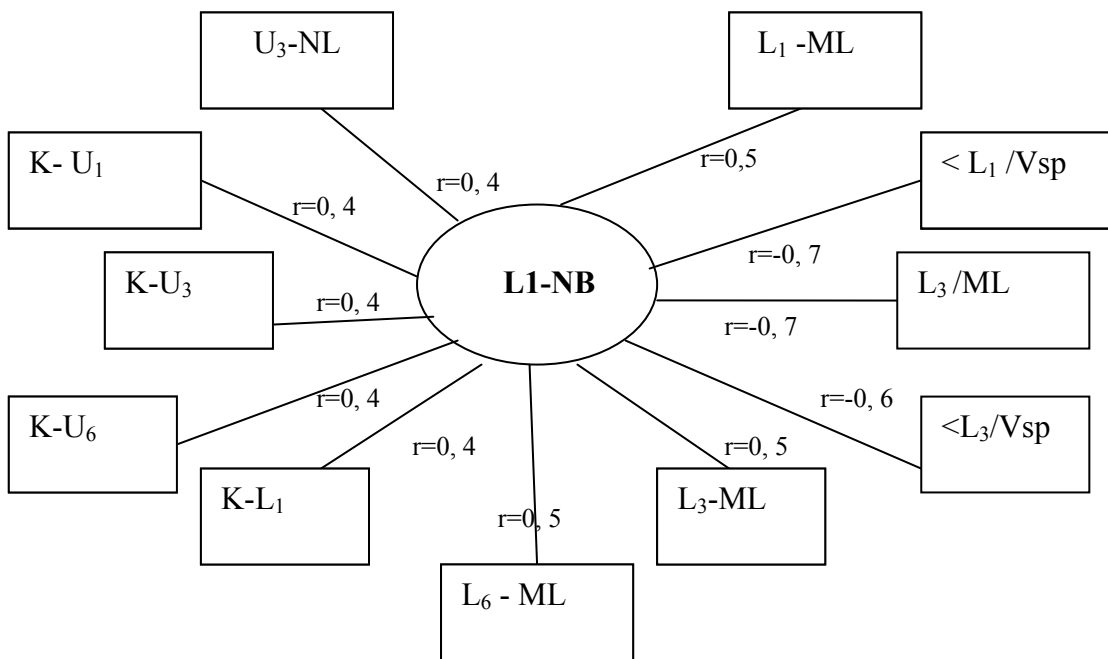 U₃-NL
L₁ -ML
K- U₁
r=0, 4
r=0,5
< L₁ /Vsp
r=0, 4
r=-0, 7
K-U₃
r=0, 4
L1-NB
L₃ /ML
r=-0, 7
K-U₆
r=0, 4
r=-0, 6
<L₃/Vsp
K-L₁
r=0, 4
r=0, 5
L₃-ML
r=0, 5
L₆ - ML